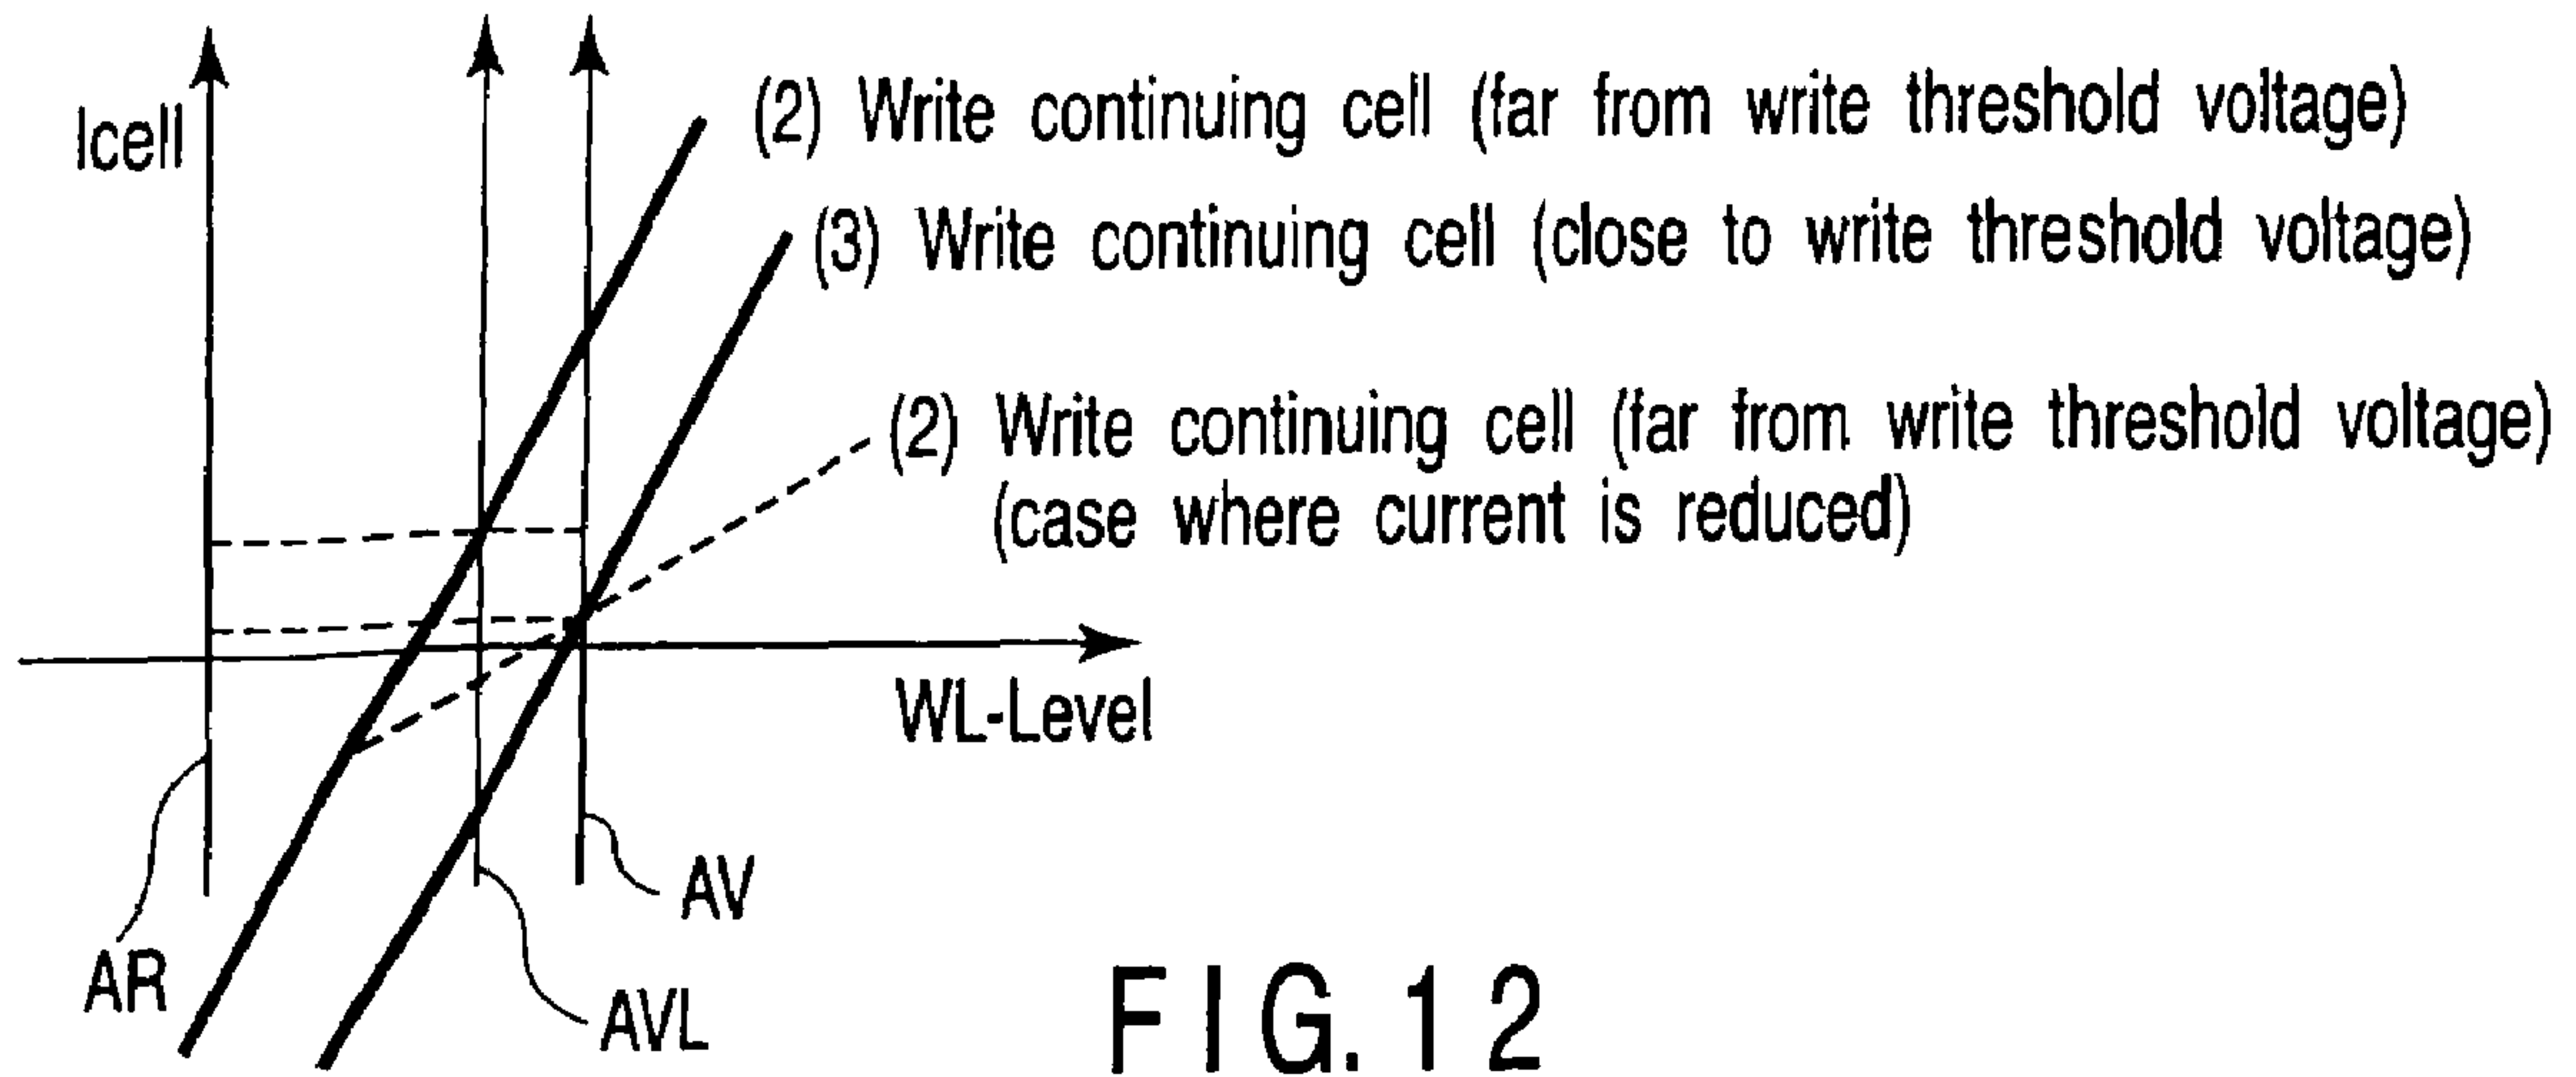 Icell
(2) Write continuing cell (far from write threshold voltage)
(3) Write continuing cell (close to write threshold voltage)
(2) Write continuing cell (far from write threshold voltage)
(case where current is reduced)
WL-Level
AV
AR
AVL
FIG. 12